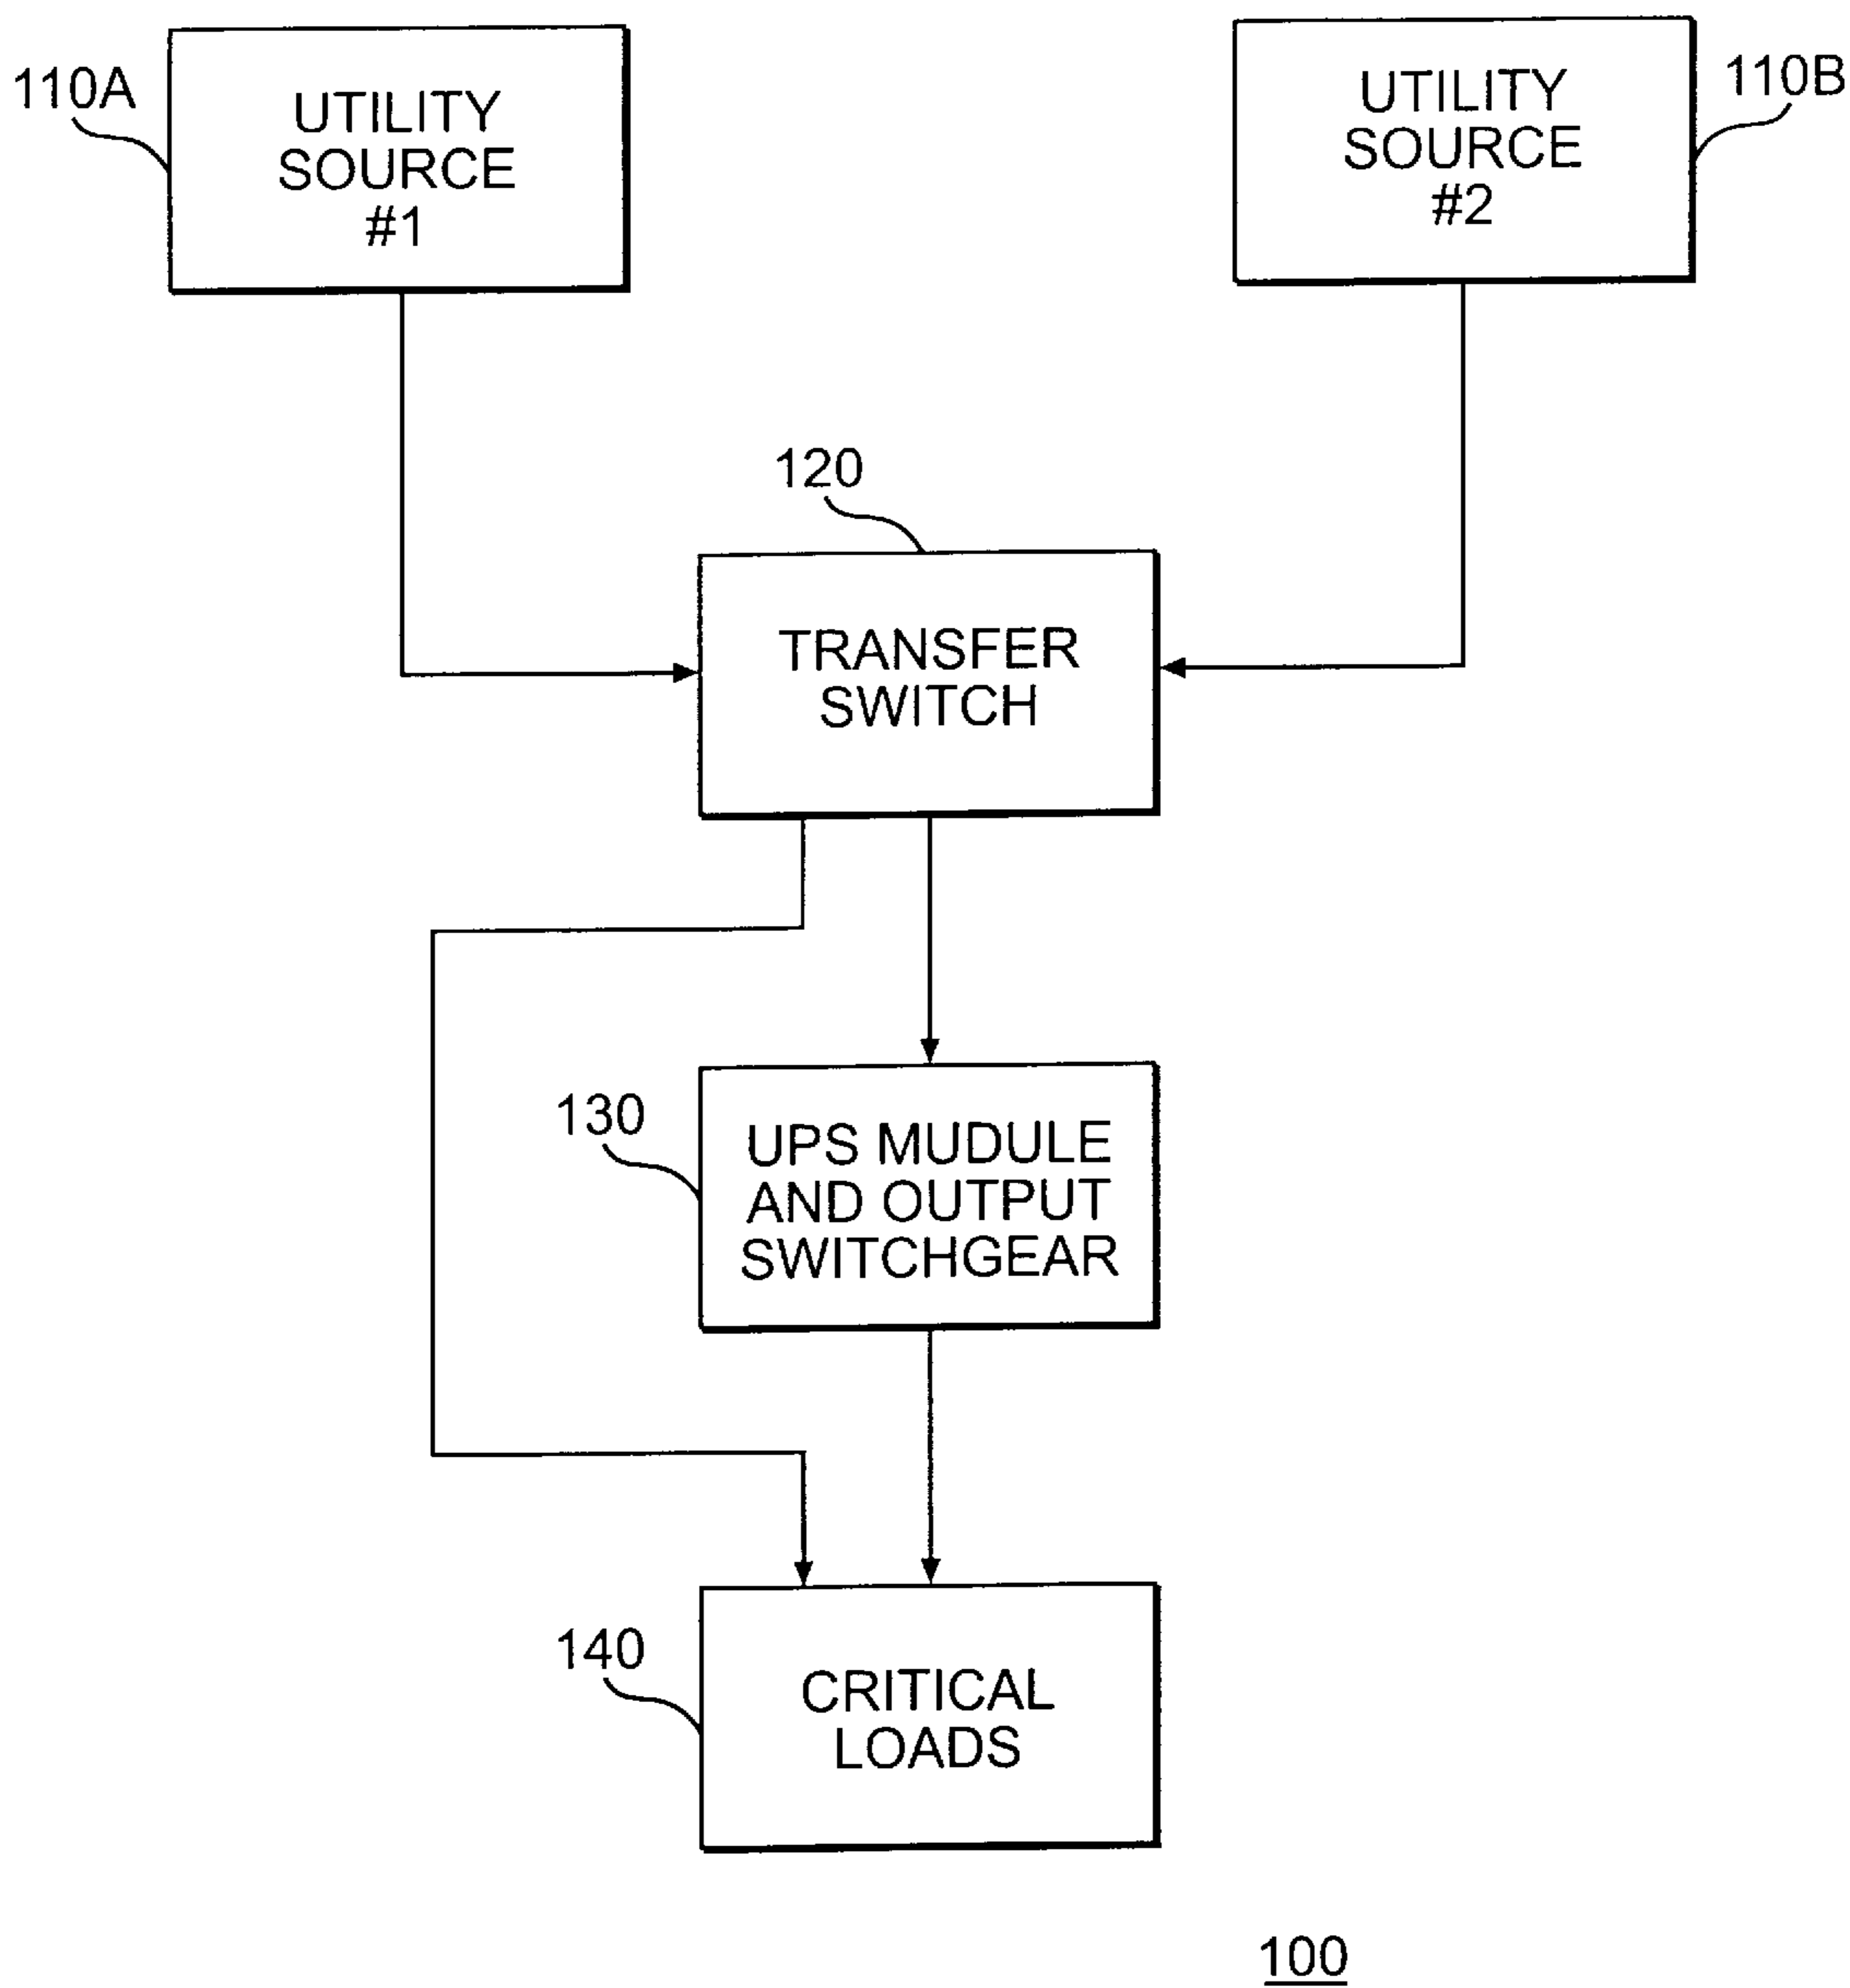 110A
UTILITY
SOURCE
#1
UTILITY
SOURCE
#2
110B
120
TRANSFER
SWITCH
130
UPS MUDULE
AND OUTPUT
SWITCHGEAR
140
CRITICAL
LOADS
100